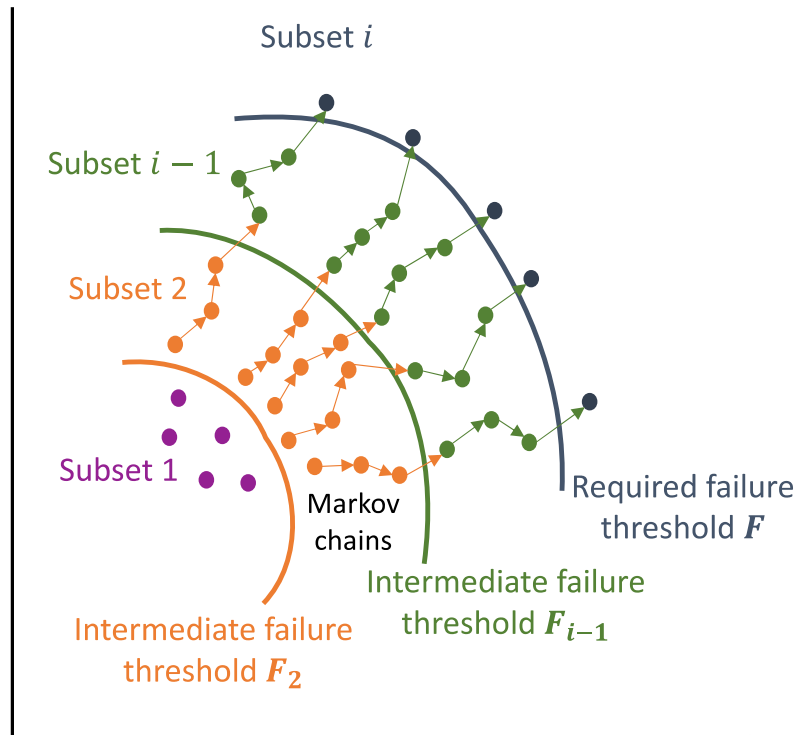 Subset i
Subset i − 1
Subset 2
Subset 1
Markov
chains
Required failure
threshold F
Intermediate failure
threshold F_{i−1}
Intermediate failure
threshold F_2